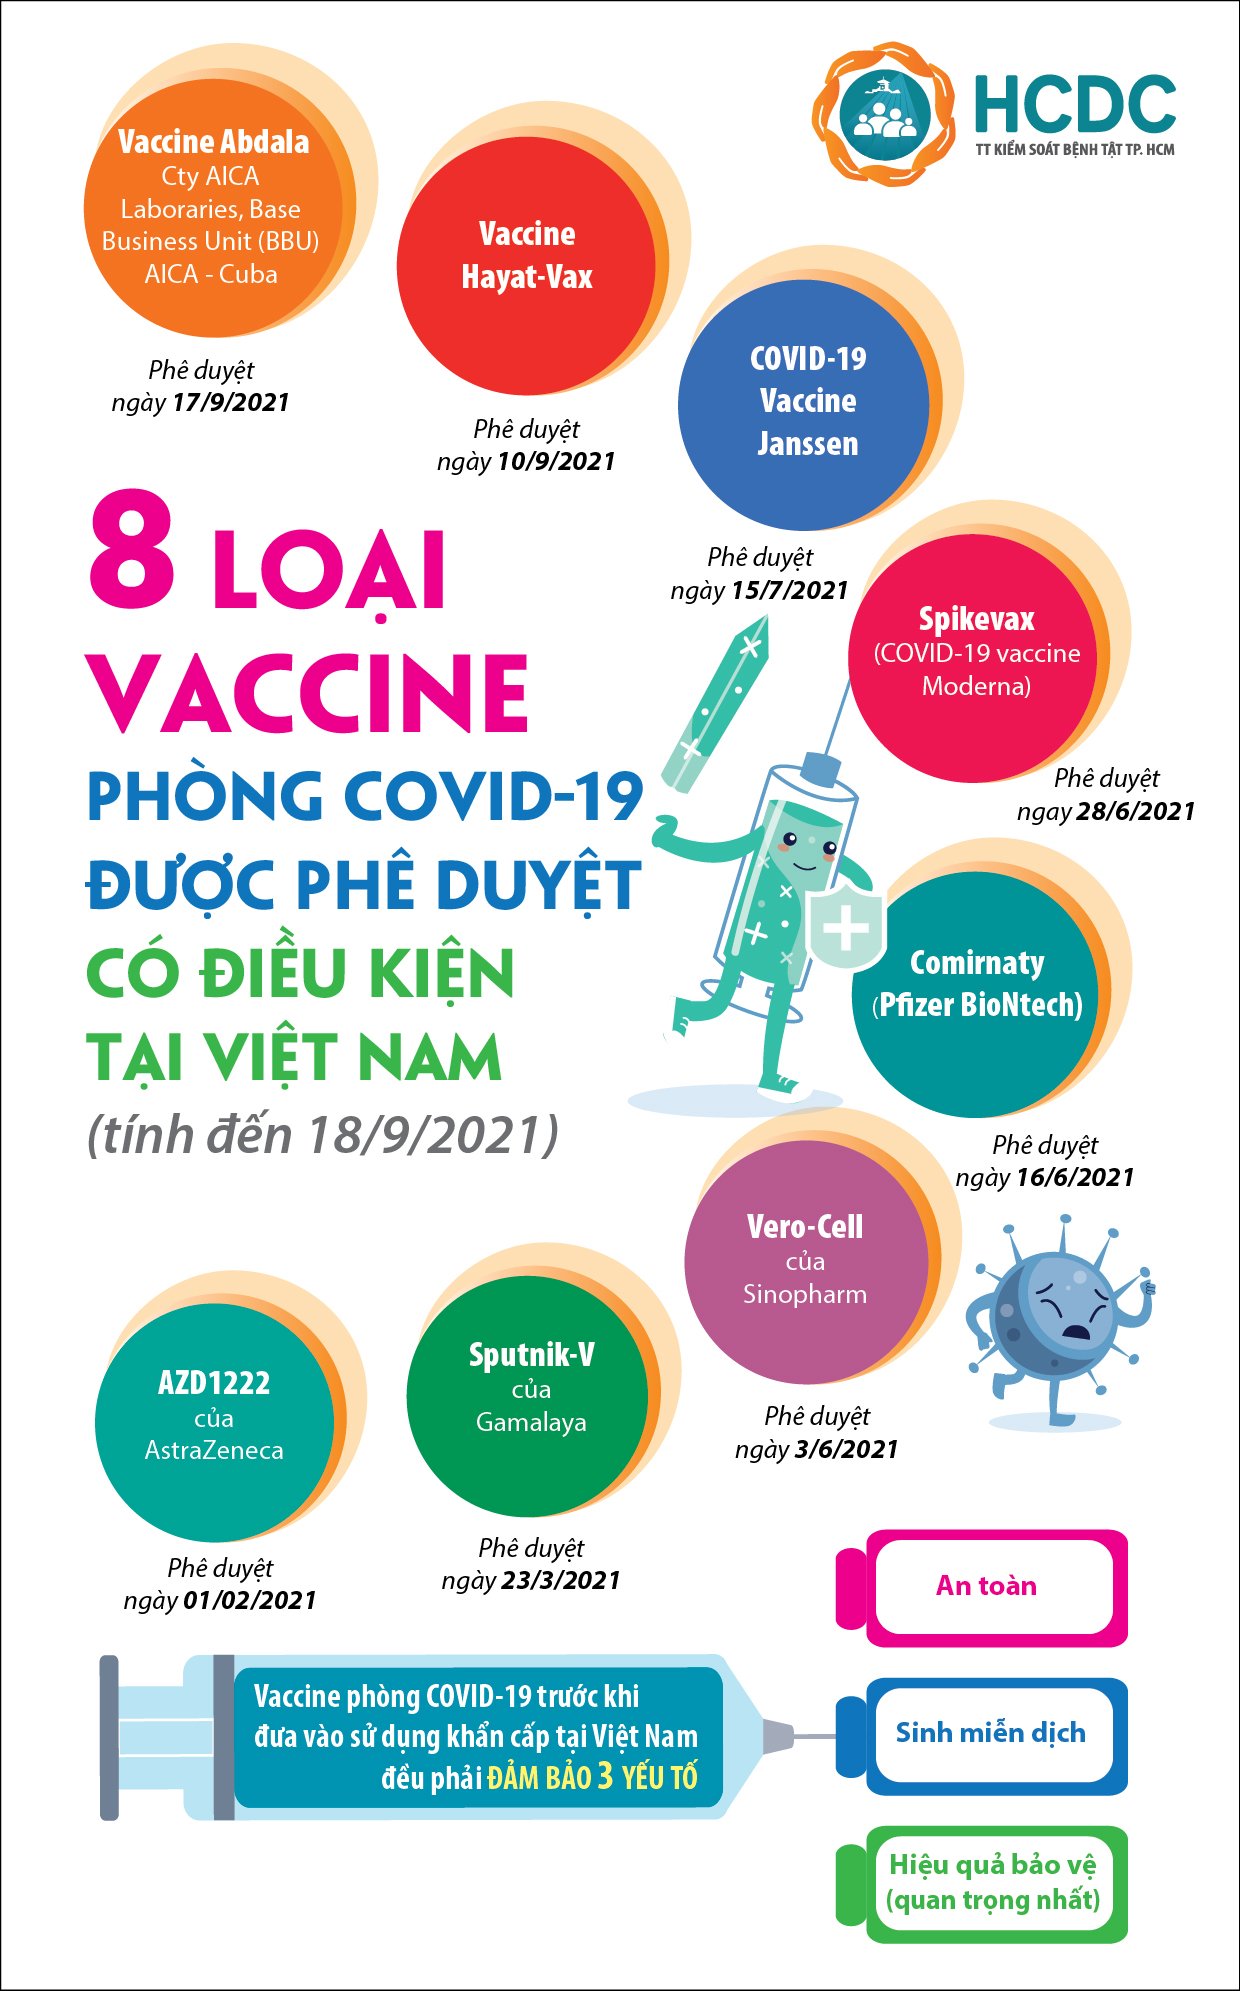 HCDC
TT KIỂM SOÁT BỆNH TẬT TP. HCM
Vaccine Abdala
Cty AICA
Laboraries, Base
Business Unit (BBU)
AICA - Cuba
Phê duyệt
ngày 17/9/2021
Vaccine
Hayat-Vax
Phê duyệt
ngày 10/9/2021
COVID-19
Vaccine
Janssen
Phê duyệt
ngày 15/7/2021
Spikevax
(COVID-19 vaccine
Moderna)
Phê duyệt
ngay 28/6/2021
8 LOẠI
VACCINE
PHÒNG COVID-19
ĐƯỢC PHÊ DUYỆT
CÓ ĐIỀU KIỆN
TẠI VIỆT NAM
(tính đến 18/9/2021)
Comirnaty
(Pfizer BioNtech)
Phê duyệt
ngày 16/6/2021
Vero-Cell
của
Sinopharm
Phê duyệt
ngày 3/6/2021
Sputnik-V
của
Gamalaya
Phê duyệt
ngày 23/3/2021
AZD1222
của
AstraZeneca
Phê duyệt
ngày 01/02/2021
Vaccine phòng COVID-19 trước khi
đưa vào sử dụng khẩn cấp tại Việt Nam
đều phải ĐẢM BẢO 3 YẾU TỐ
An toàn
Sinh miễn dịch
Hiệu quả bảo vệ
(quan trọng nhất)